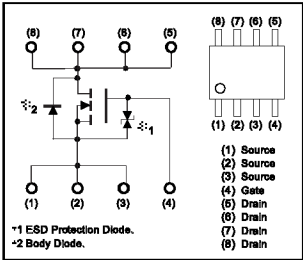 (8) (7) (6) (5)
(8) (7) (6) (5)
*2
*1
(1) (2) (3) (4)
(1) (2) (3) (4)
(1) Source
(2) Source
(3) Source
(4) Gate
(5) Drain
(6) Drain
(7) Drain
(8) Drain
*1 ESD Protection Diode.
*2 Body Diode.